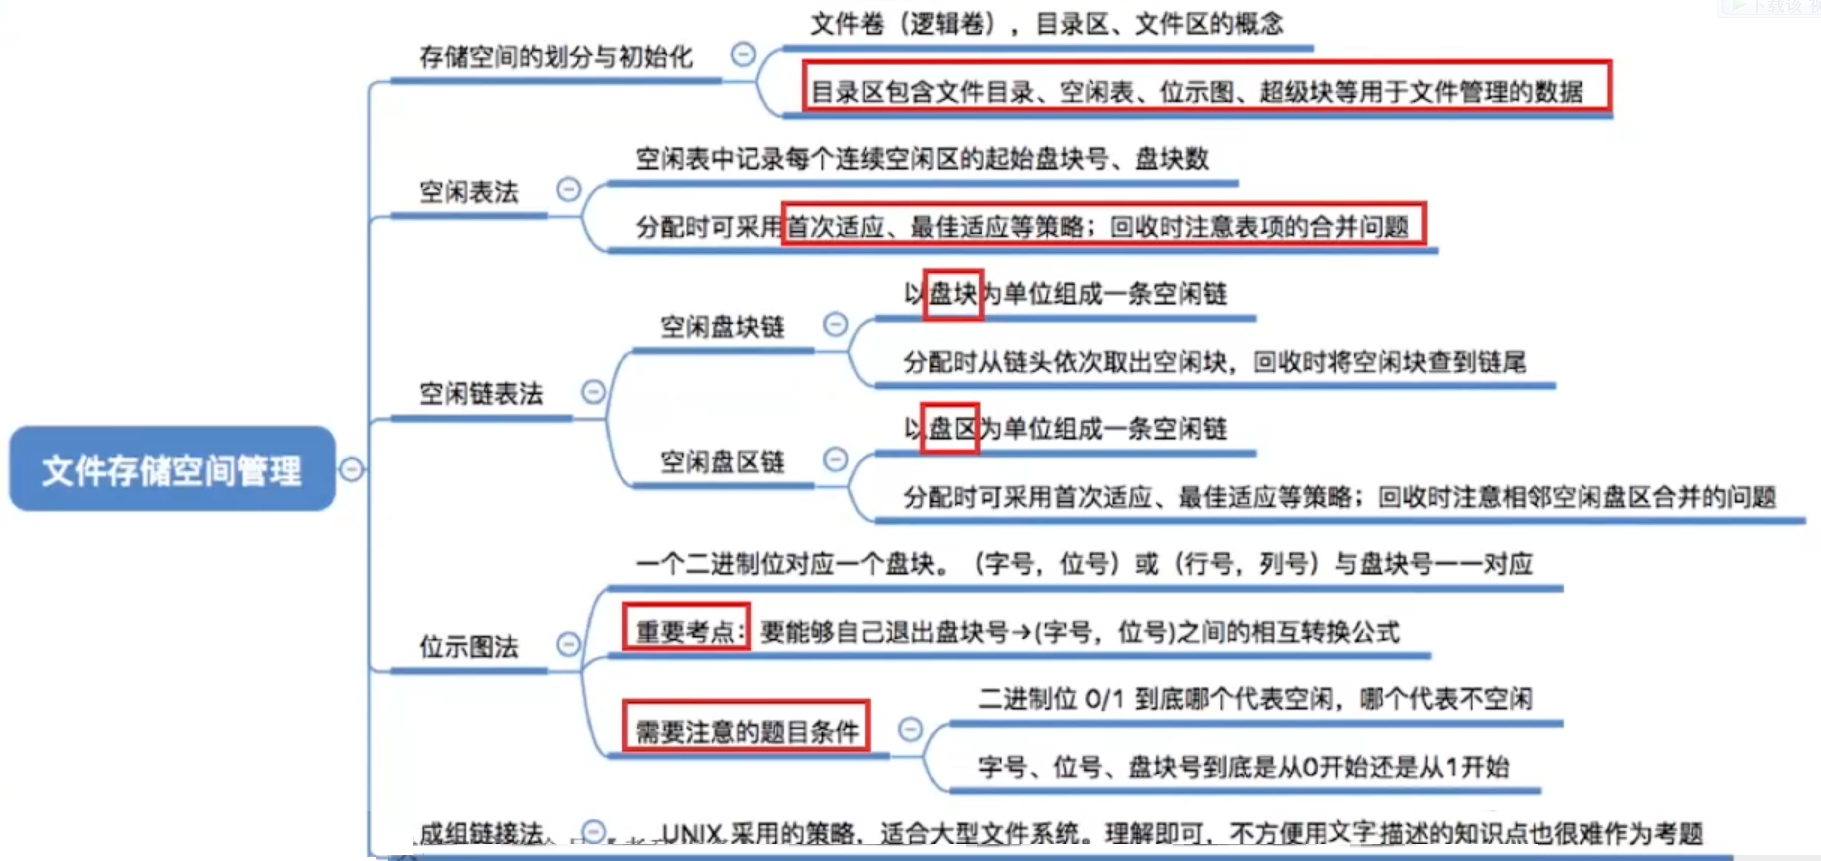 下载该视
文件卷（逻辑卷），目录区、文件区的概念
存储空间的划分与初始化
目录区包含文件目录、空闲表、位示图、超级块等用于文件管理的数据
空闲表中记录每个连续空闲区的起始盘块号、盘块数
空闲表法
分配时可采用首次适应、最佳适应等策略；回收时注意表项的合并问题
以盘块为单位组成一条空闲链
空闲盘块链
分配时从链头依次取出空闲块，回收时将空闲块查到链尾
空闲链表法
以盘区为单位组成一条空闲链
空闲盘区链
文件存储空间管理
分配时可采用首次适应、最佳适应等策略；回收时注意相邻空闲盘区合并的问题
一个二进制位对应一个盘块。（字号，位号）或（行号，列号）与盘块号一一对应
重要考点：要能够自己退出盘块号→(字号，位号)之间的相互转换公式
位示图法
二进制位 0/1 到底哪个代表空闲，哪个代表不空闲
需要注意的题目条件
字号、位号、盘块号到底是从0开始还是从1开始
成组链接法
UNIX 采用的策略，适合大型文件系统。理解即可，不方便用文字描述的知识点也很难作为考题